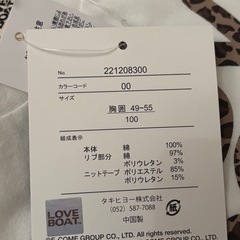 No. 221208300
カラーコード
00
サイズ
胸囲 49-55
100
組成表示
本体 綿 100%
リブ部分 綿 97%
ポリウレタン 3%
ニットテープ ポリエステル 85%
ポリウレタン 15%
タキヒヨー株式会社
(052) 587-7088
中国製
紙
LOVE
BOAT
COME GROUP CO., LTD. ALL RIGHTS
GROUP CO., LTD.